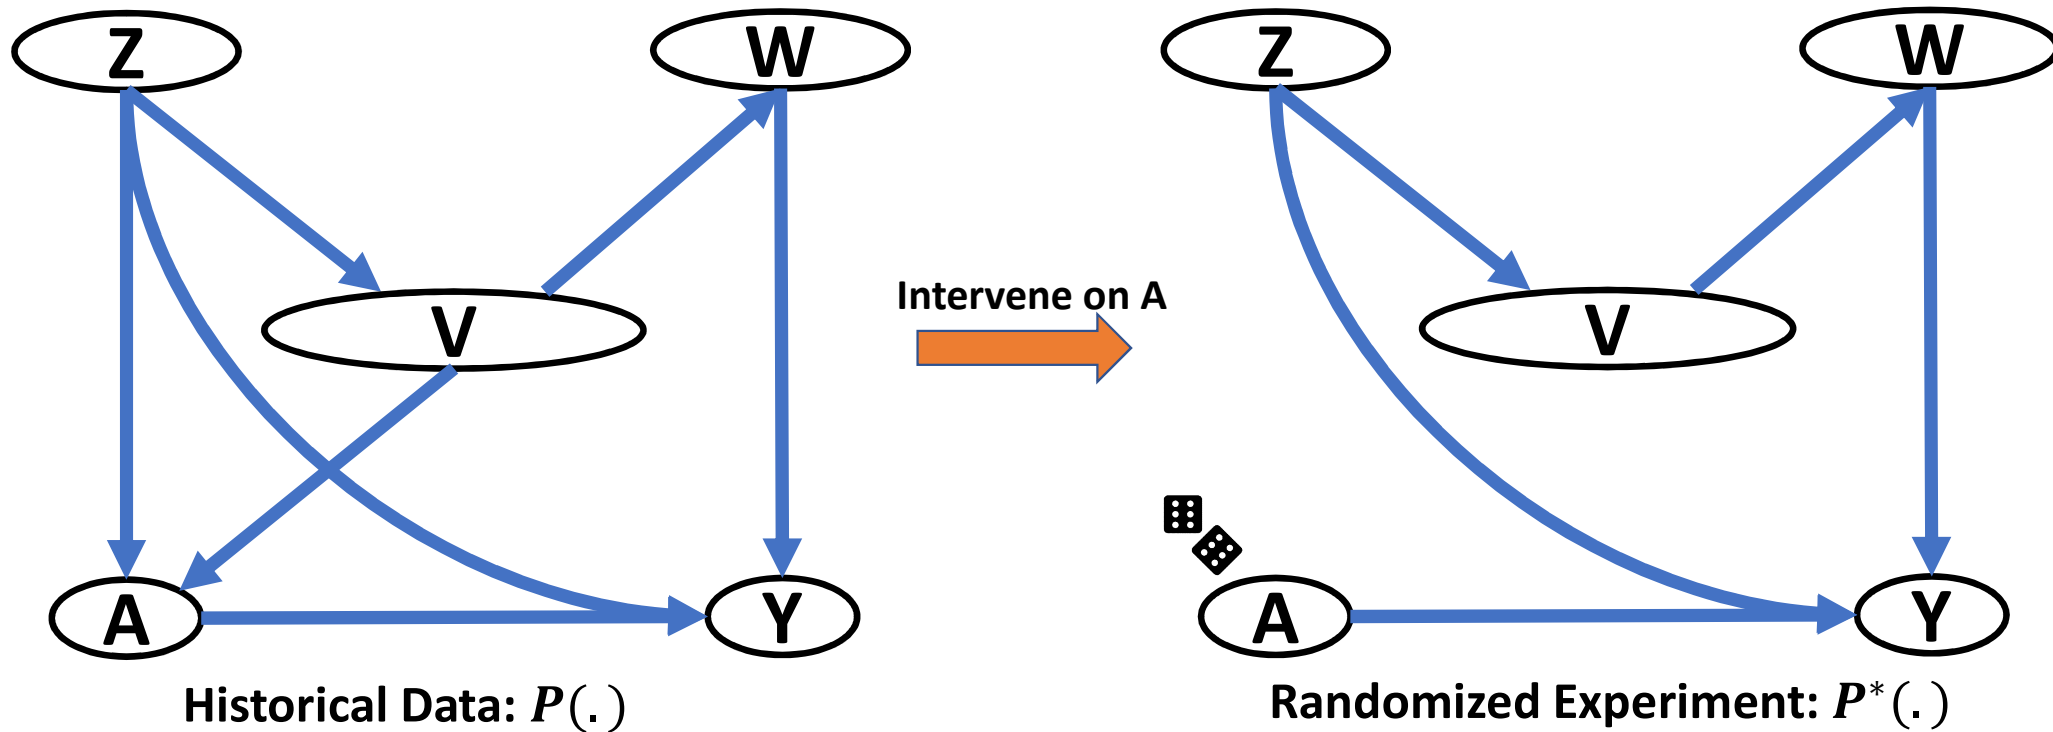 Z
W
V
A
Y
Historical Data: P(.)
Intervene on A
Z
W
V
A
Y
Randomized Experiment: P*(.)